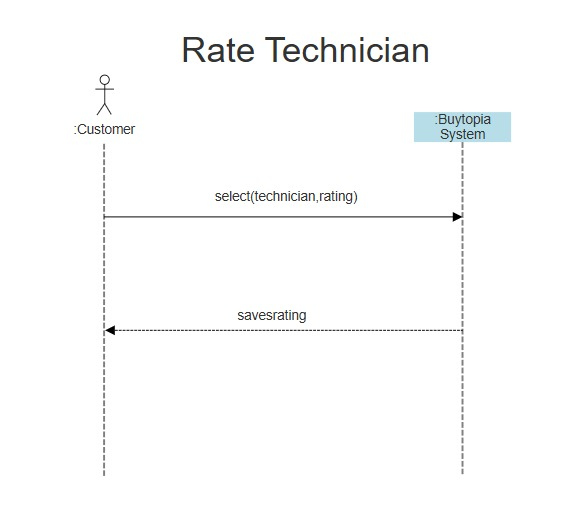 Rate Technician
:Customer
:Buytopia
System
select(technician,rating)
savesrating